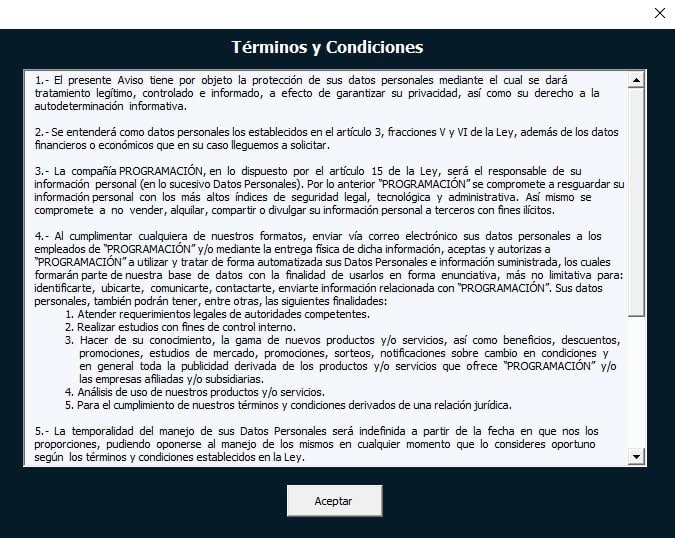 Términos y Condiciones
1.- El presente Aviso tiene por objeto la protección de sus datos personales mediante el cual se dará
tratamiento legítimo, controlado e informado, a efecto de garantizar su privacidad, así como su derecho a la
autodeterminación informativa.
2.- Se entenderá como datos personales los establecidos en el artículo 3, fracciones V y VI de la Ley, además de los datos
financieros o económicos que en su caso lleguemos a solicitar.
3.- La compañía PROGRAMACIÓN, en lo dispuesto por el artículo 15 de la Ley, será el responsable de su
información personal (en lo sucesivo Datos Personales). Por lo anterior “PROGRAMACIÓN” se compromete a resguardar su
información personal con los más altos índices de seguridad legal, tecnológica y administrativa. Así mismo se
compromete a no vender, alquilar, compartir o divulgar su información personal a terceros con fines ilícitos.
4.- Al cumplimentar cualquiera de nuestros formatos, enviar vía correo electrónico sus datos personales a los
empleados de “PROGRAMACIÓN” y/o mediante la entrega física de dicha información, aceptas y autorizas a
“PROGRAMACIÓN” a utilizar y tratar de forma automatizada sus Datos Personales e información suministrada, los cuales
formarán parte de nuestra base de datos con la finalidad de usarlos en forma enunciativa, más no limitativa para:
identificarte, ubicarte, comunicarte, contactarte, enviarte información relacionada con “PROGRAMACIÓN”. Sus datos
personales, también podrán tener, entre otras, las siguientes finalidades:
1. Atender requerimientos legales de autoridades competentes.
2. Realizar estudios con fines de control interno.
3. Hacer de su conocimiento, la gama de nuevos productos y/o servicios, así como beneficios, descuentos,
promociones, estudios de mercado, promociones, sorteos, notificaciones sobre cambio en condiciones y
en general toda la publicidad derivada de los productos y/o servicios que ofrece “PROGRAMACIÓN” y/o
las empresas afiliadas y/o subsidiarias.
4. Análisis de uso de nuestros productos y/o servicios.
5. Para el cumplimiento de nuestros términos y condiciones derivados de una relación jurídica.
5.- La temporalidad del manejo de sus Datos Personales será indefinida a partir de la fecha en que nos los
proporciones, pudiendo oponerse al manejo de los mismos en cualquier momento que lo consideres oportuno
según los términos y condiciones establecidos en la Ley.
Aceptar